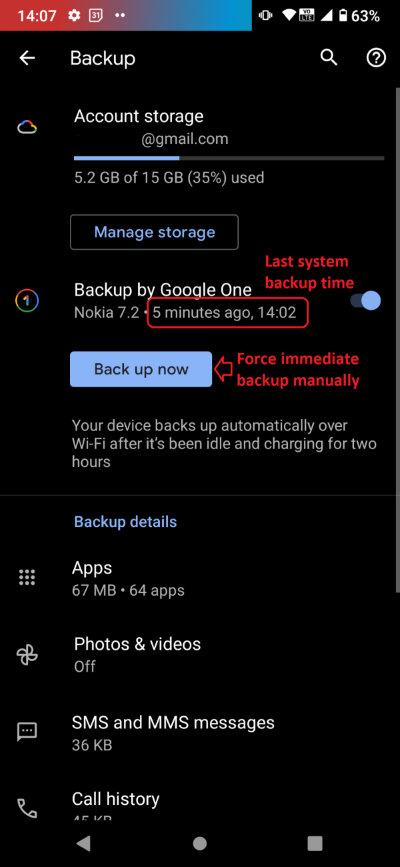 14:07 31 VO LTE 63%
Backup
Account storage
@gmail.com
5.2 GB of 15 GB (35%) used
Manage storage
Last system
backup time
Backup by Google One
Nokia 7.2 • 5 minutes ago, 14:02
Back up now
Force immediate
backup manually
Your device backs up automatically over
Wi-Fi after it's been idle and charging for two
hours
Backup details
Apps
67 MB • 64 apps
Photos & videos
Off
SMS and MMS messages
36 KB
Call history
45 KB